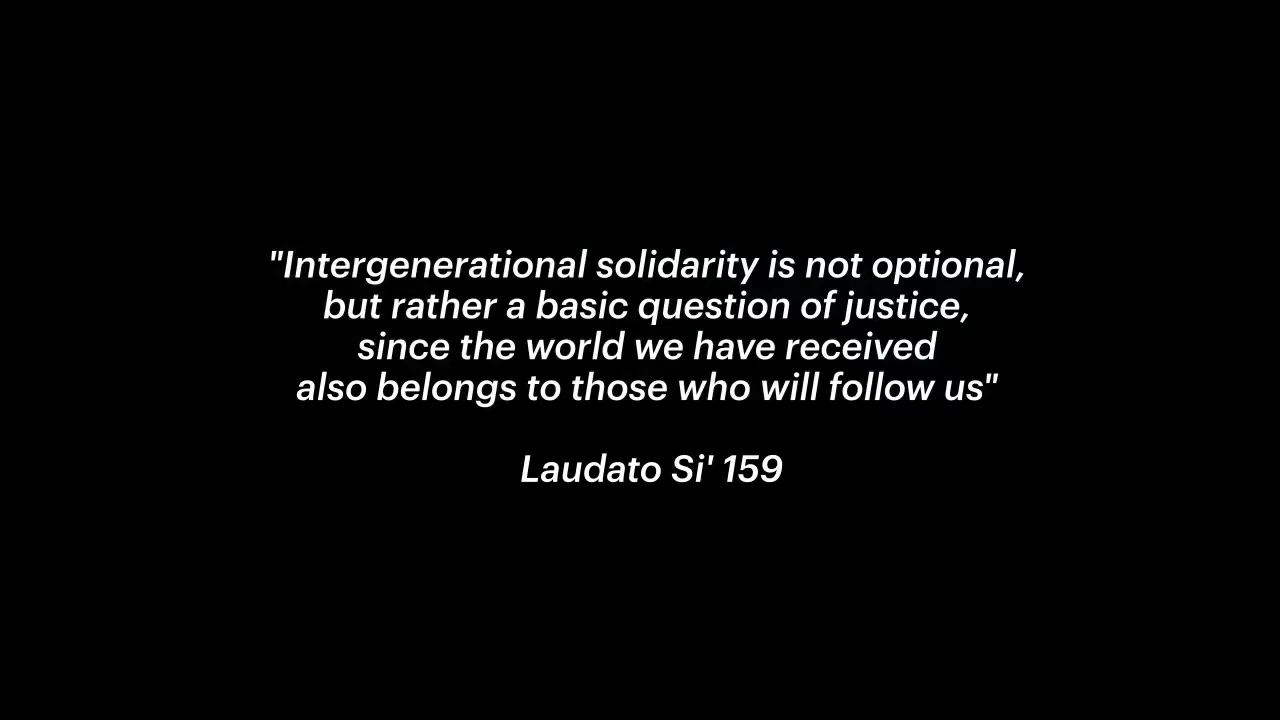 "Intergenerational solidarity is not optional,
but rather a basic question of justice,
since the world we have received
also belongs to those who will follow us"
Laudato Si' 159